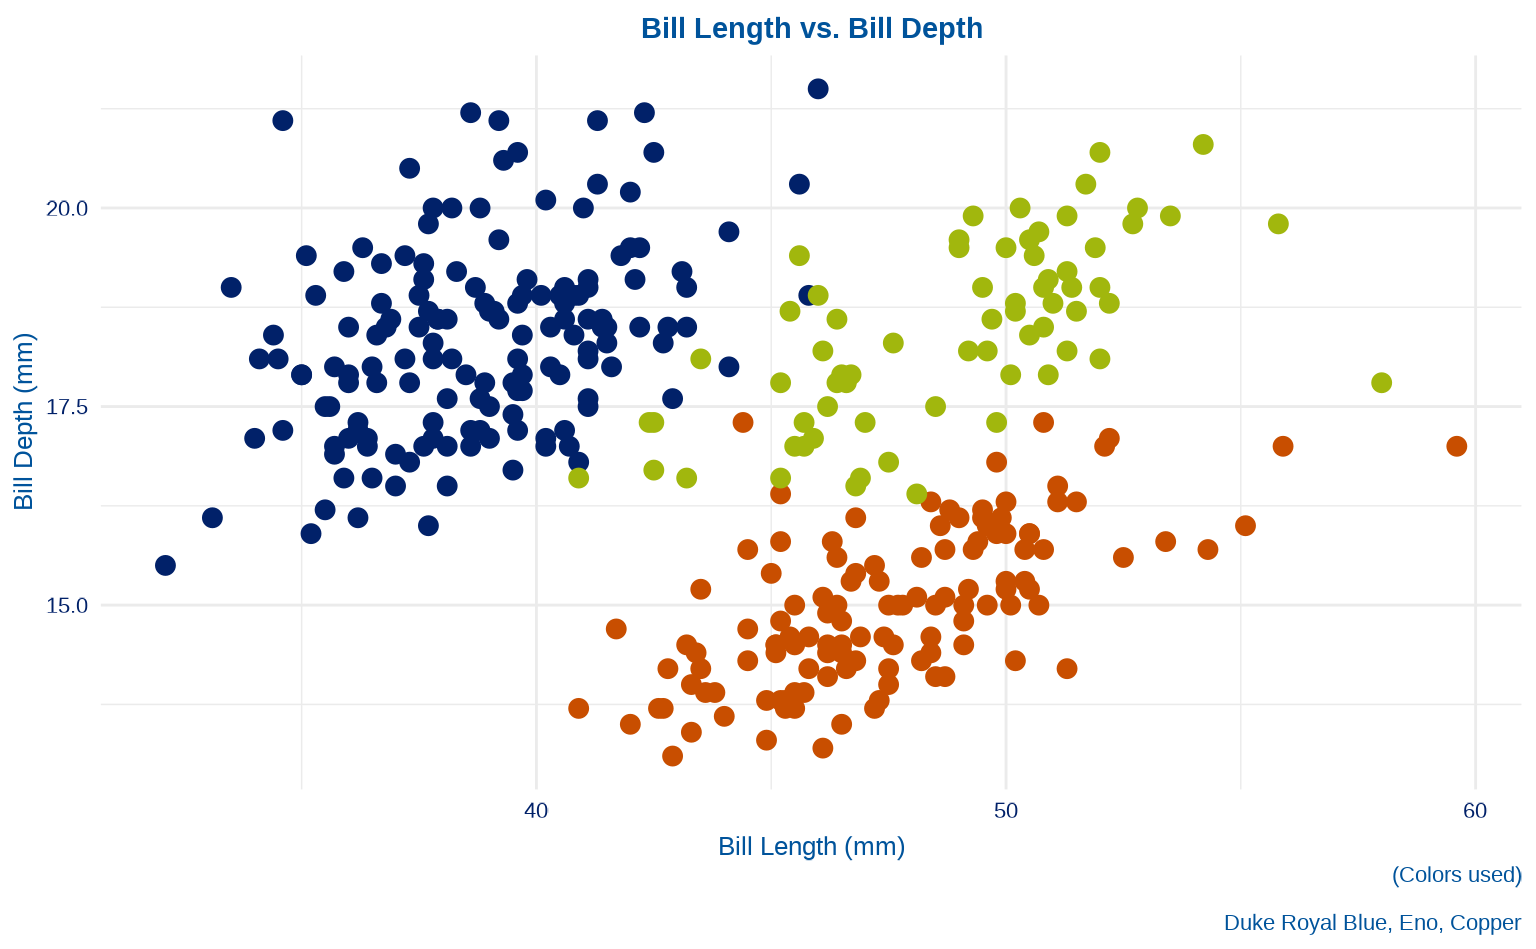 Bill Length vs. Bill Depth
Bill Depth (mm)
20.0
17.5
15.0
40
50
60
Bill Length (mm)
(Colors used)
Duke Royal Blue, Eno, Copper